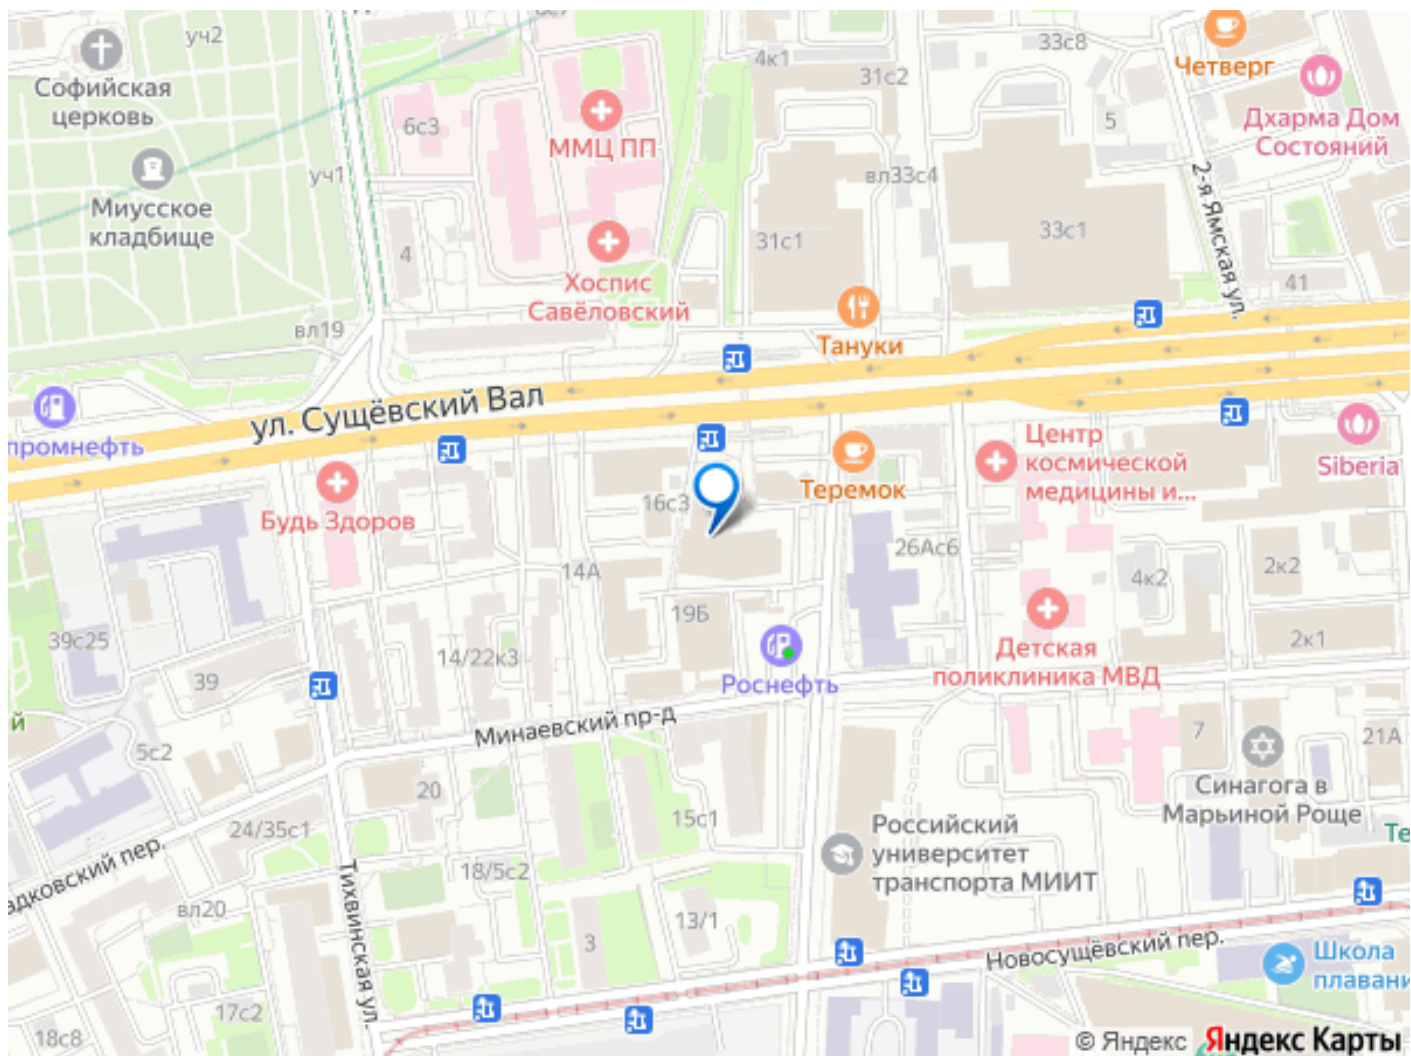 уч2
4к1
33с8
31с2
Четверг
Софийская
церковь
6с3
ММЦ ПП
5
Дхарма Дом
Состояний
уч1
вл33с4
2-я Ямская ул.
Миусское
кладбище
4
31с1
33с1
Хоспис
Савёловский
41
вл19
Тануки
ул. Сущёвский Вал
промнефть
Центр
космической
медицины и...
Siberia
Теремок
Будь Здоров
16с3
26Ас6
14А
4к2
2к2
19Б
39с25
2к1
14/22к3
Детская
поликлиника МВД
39
Роснефть
й
Минаевский пр-д
5с2
7
21А
Синагога в
Марьиной Роще
20
24/35с1
15с1
Российский
университет
транспорта МИИТ
Те
адковский пер.
18/5с2
Тихвинская ул.
вл20
13/1
3
Новосущёвский пер.
Школа
плавани
17с2
18с8
© Яндекс Яндекс Карты